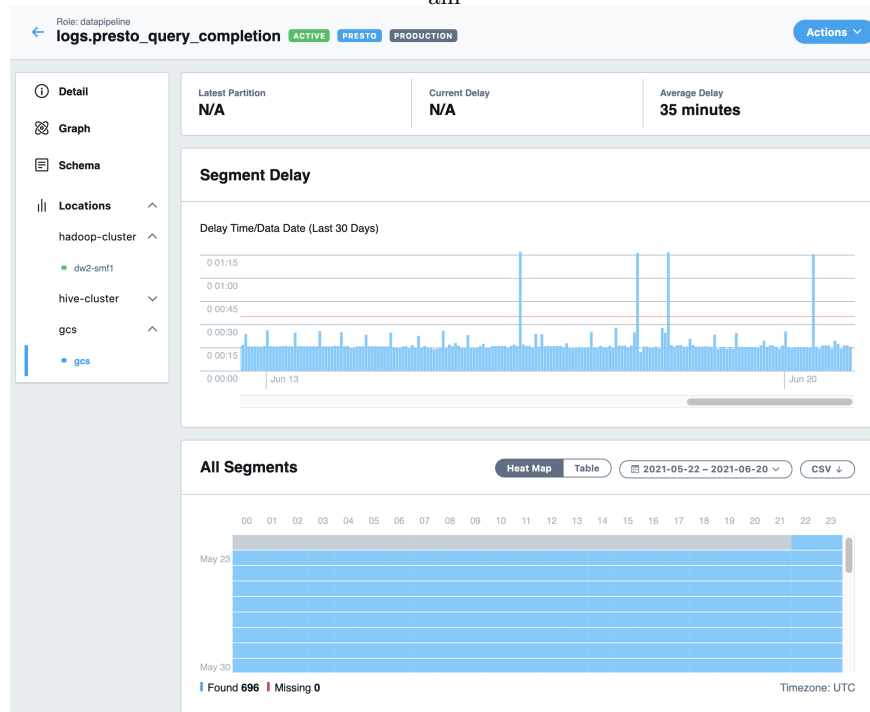 Role: datapipeline
logs.presto_query_completion ACTIVE PRESTO PRODUCTION
Actions
Detail
Graph
Schema
Locations
hadoop-cluster
dw2-smf1
hive-cluster
gcs
gcs
Latest Partition
N/A
Current Delay
N/A
Average Delay
35 minutes
Segment Delay
Delay Time/Data Date (Last 30 Days)
0 01:15
0 01:00
0 00:45
0 00:30
0 00:15
0 00:00
Jun 13 Jun 20
All Segments
Heat Map Table 2021-05-22 – 2021-06-20 CSV ↓
00 01 02 03 04 05 06 07 08 09 10 11 12 13 14 15 16 17 18 19 20 21 22 23
May 23
May 30
Found 696 Missing 0 Timezone: UTC